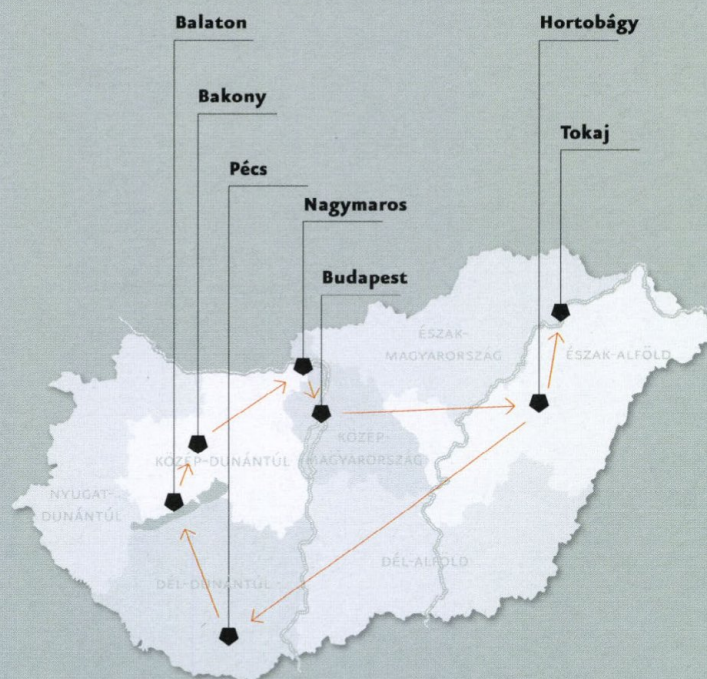 Balaton
Hortobágy
Bakony
Tokaj
Pécs
Nagymaros
Budapest
ÉSZAK-
MAGYARORSZÁG
ÉSZAK-ALFÖLD
KÖZÉP-DUNÁNTÚL
KÖZÉP-
MAGYARORSZÁG
NYUGAT-
DUNÁNTÚL
DÉL-DUNÁNTÚL
DÉL-ALFÖLD